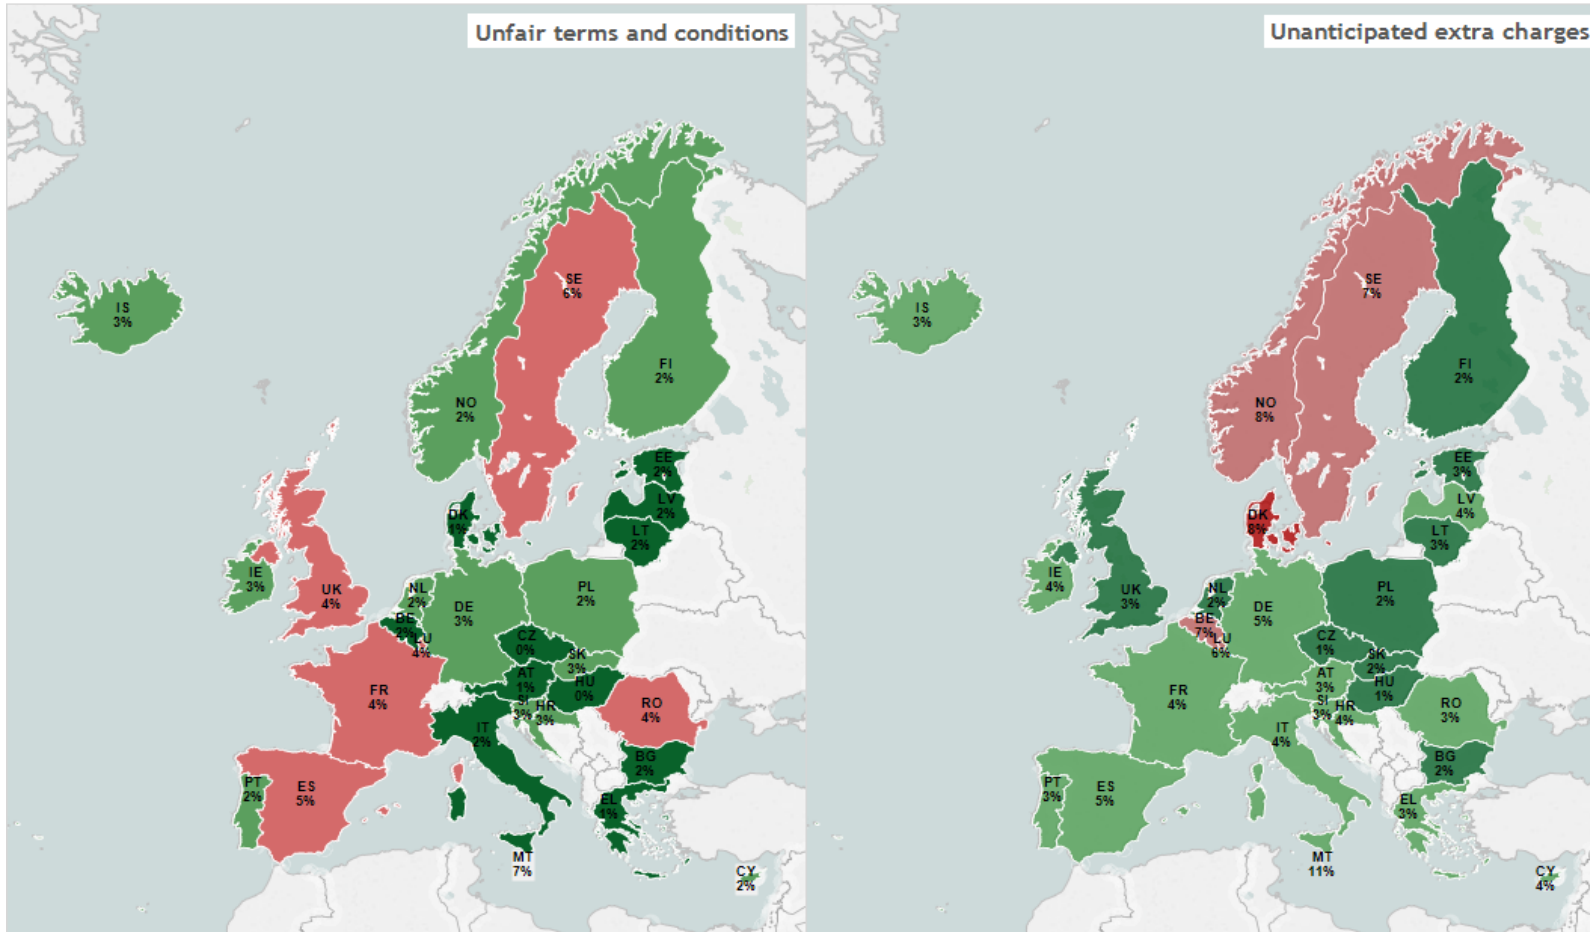 Unfair terms and conditions
SE
6%
IS
3%
FI
2%
NO
2%
EE
2%
LV
2%
DK
1%
LT
2%
IE
3%
UK
4%
NL
2%
DE
3%
PL
2%
BE
2%
LU
4%
CZ
0%
SK
3%
AT
1%
HU
0%
FR
4%
SI
3%
HR
3%
RO
4%
IT
2%
BG
2%
PT
2%
ES
5%
EL
1%
MT
7%
CY
2%
Unanticipated extra charges
SE
7%
IS
3%
FI
2%
NO
8%
EE
3%
LV
4%
DK
8%
LT
3%
IE
4%
UK
3%
NL
2%
DE
5%
PL
2%
BE
7%
LU
6%
CZ
1%
SK
2%
AT
3%
HU
1%
FR
4%
SI
3%
HR
4%
RO
3%
IT
4%
BG
2%
PT
3%
ES
5%
EL
3%
MT
11%
CY
4%